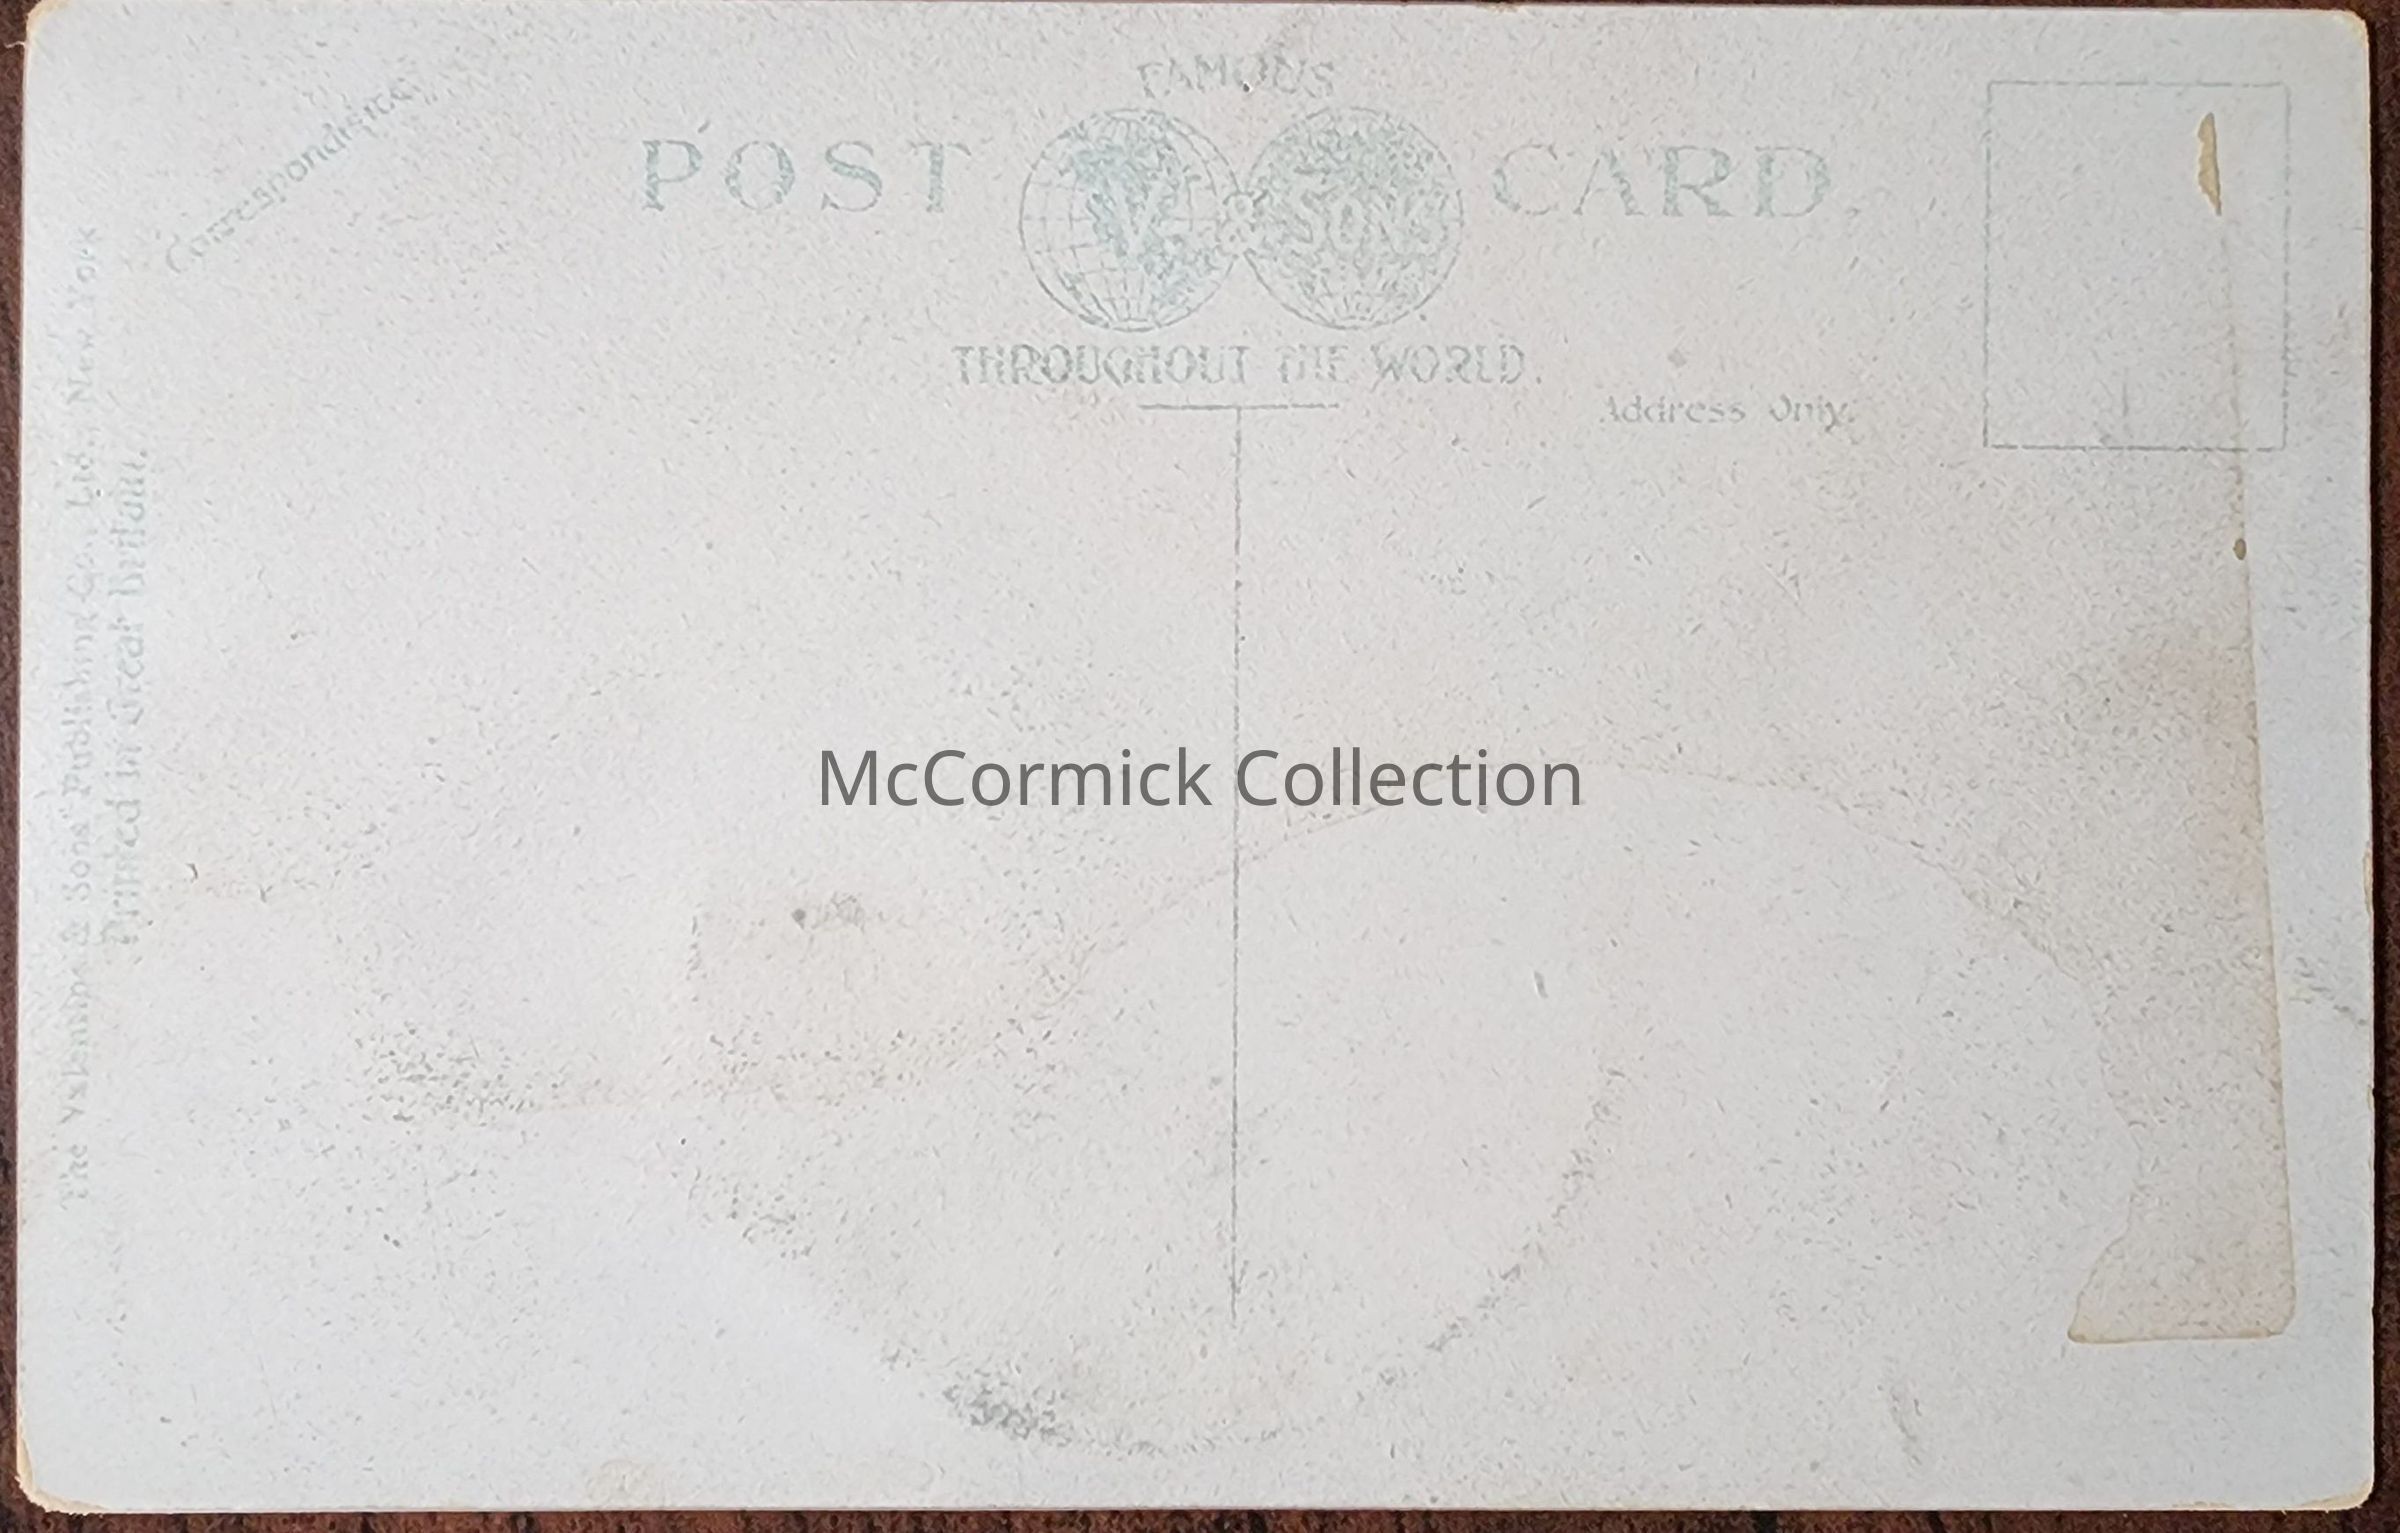 Correspondence.
FAMOUS
POST V. & SONS CARD.
THROUGHOUT THE WORLD.
Address Only.
The Valentine & Sons' Publishing Co., Ltd., New York
Printed in Great Britain.
McCormick Collection